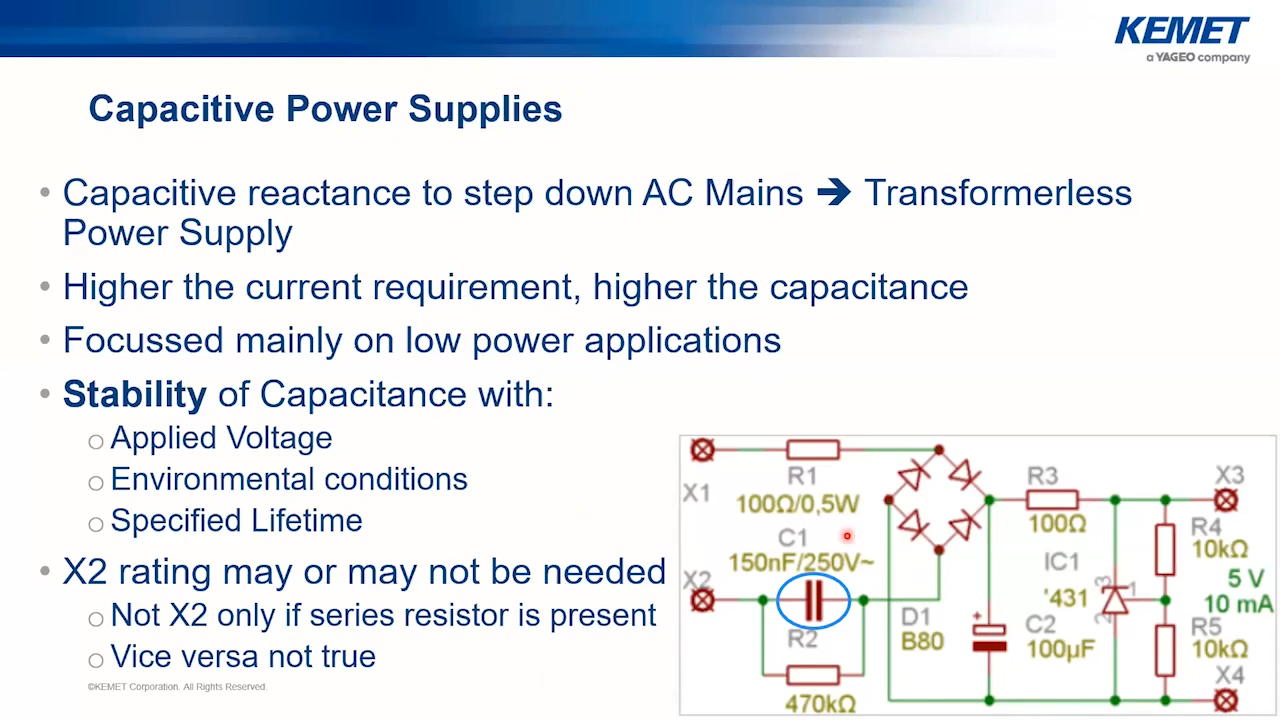 KEMET
a YAGEO company
Capacitive Power Supplies
• Capacitive reactance to step down AC Mains ➔ Transformerless
Power Supply
• Higher the current requirement, higher the capacitance
• Focussed mainly on low power applications
• Stability of Capacitance with:
o Applied Voltage
o Environmental conditions
o Specified Lifetime
• X2 rating may or may not be needed
o Not X2 only if series resistor is present
o Vice versa not true
©KEMET Corporation. All Rights Reserved.
X1
R1
100Ω/0,5W
C1
150nF/250V~
X2
R2
470kΩ
D1
B80
R3
100Ω
+
C2
100µF
IC1
'431
3
1
2
X3
R4
10kΩ
5 V
10 mA
R5
10kΩ
X4